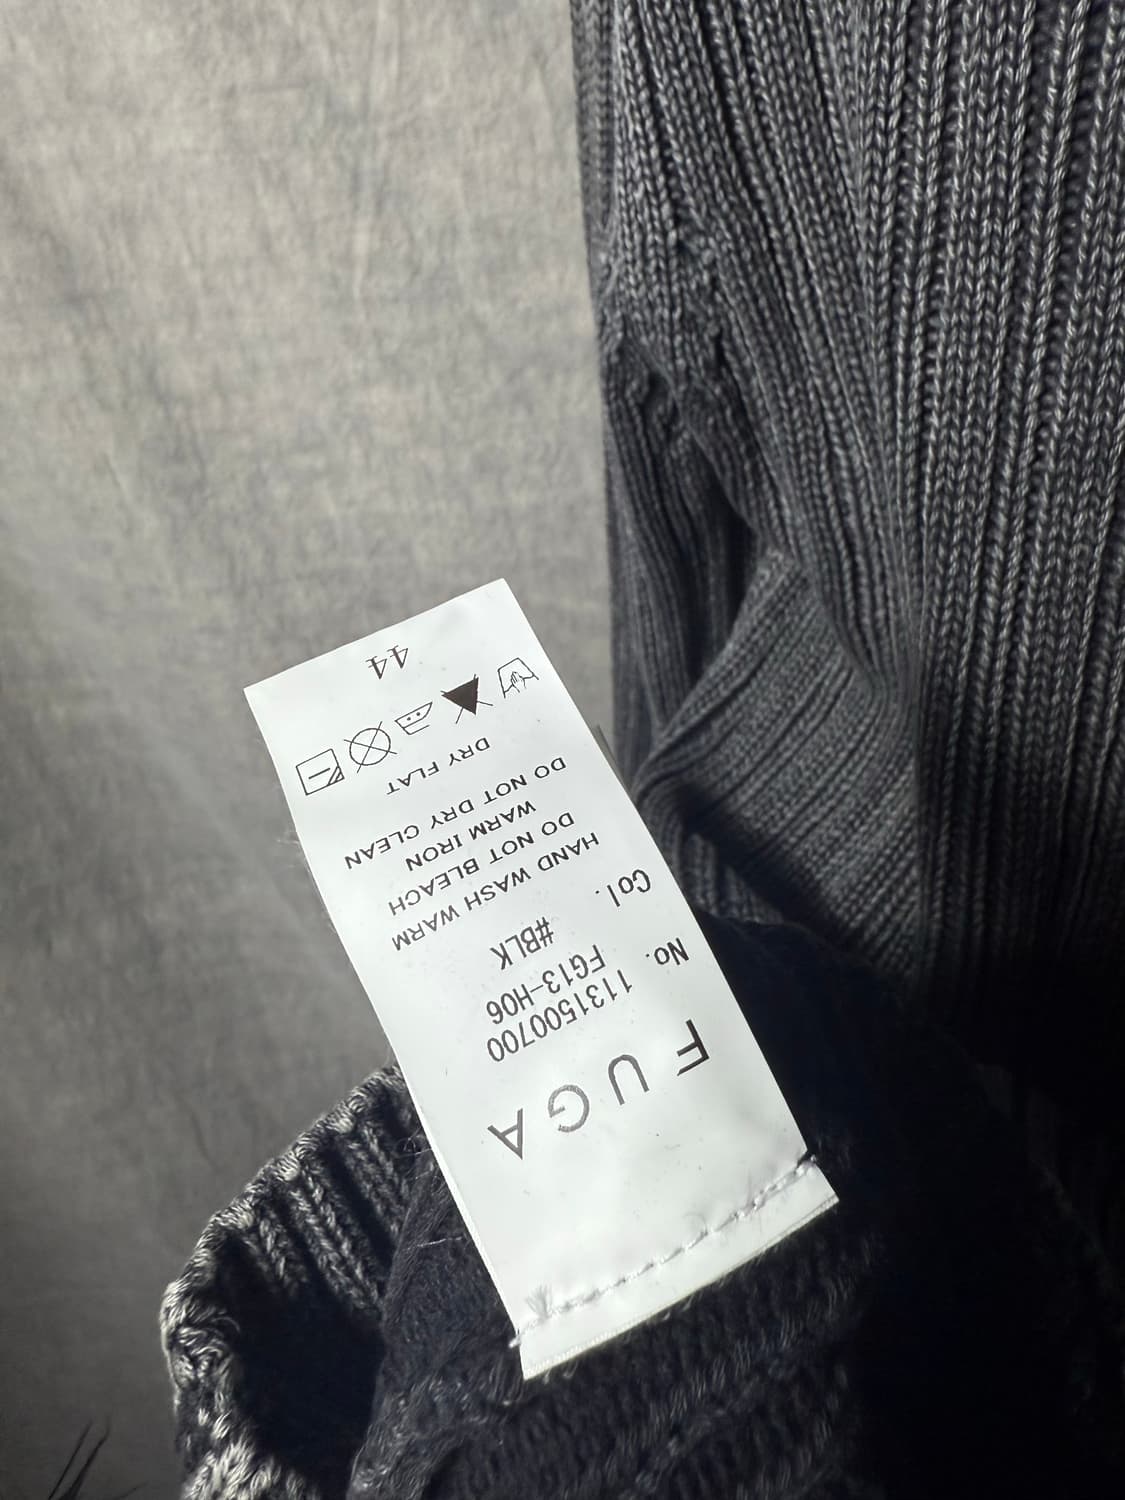 FUGA
No. 1131500700
FG13-H06
Col. #BLK
HAND WASH WARM
DO NOT BLEACH
WARM IRON
DO NOT DRY CLEAN
DRY FLAT
44